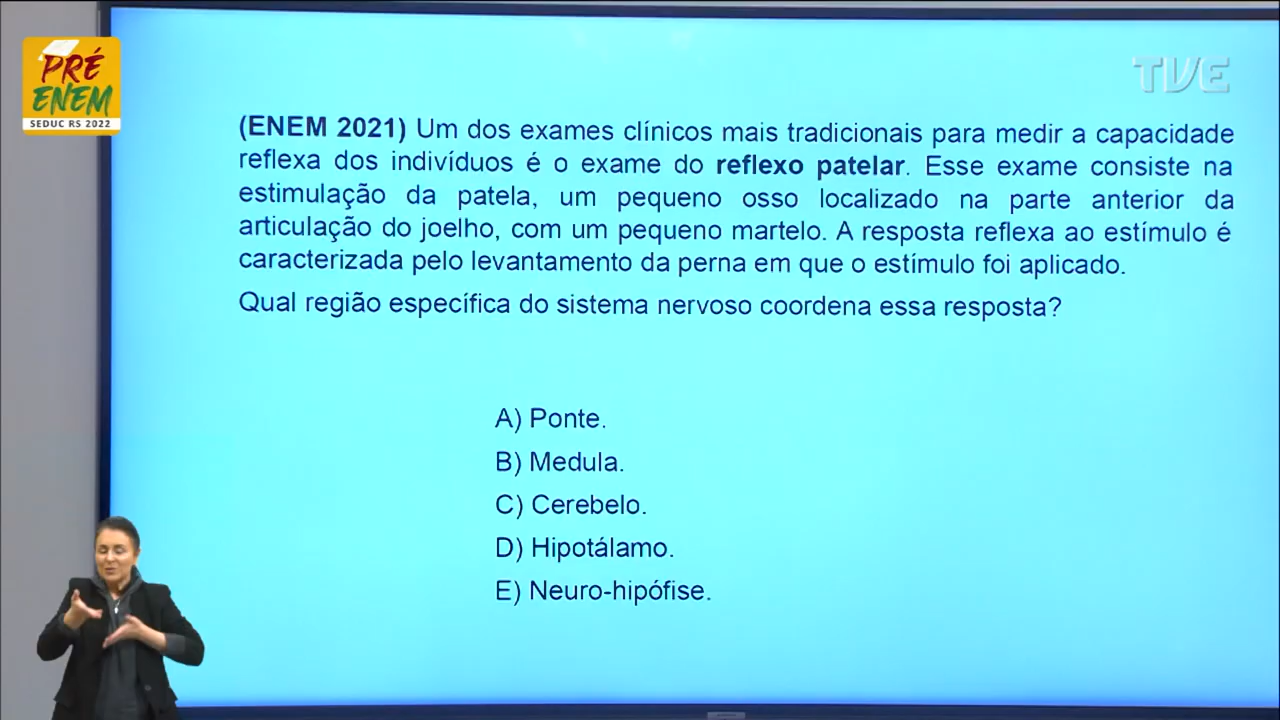 PRÉ
ENEM
SEDUC RS 2022
TVE
(ENEM 2021) Um dos exames clínicos mais tradicionais para medir a capacidade
reflexa dos indivíduos é o exame do reflexo patelar. Esse exame consiste na
estimulação da patela, um pequeno osso localizado na parte anterior da
articulação do joelho, com um pequeno martelo. A resposta reflexa ao estímulo é
caracterizada pelo levantamento da perna em que o estímulo foi aplicado.
Qual região específica do sistema nervoso coordena essa resposta?
A) Ponte.
B) Medula.
C) Cerebelo.
D) Hipotálamo.
E) Neuro-hipófise.